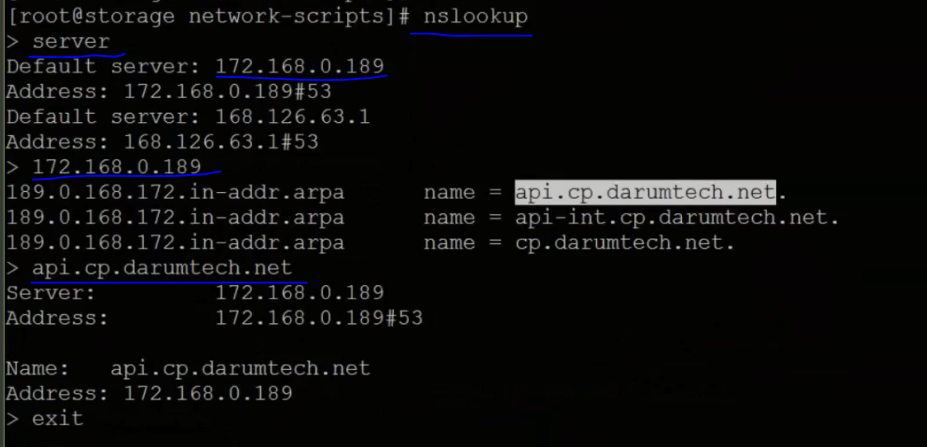 [root@storage network-scripts]# nslookup
> server
Default server: 172.168.0.189
Address: 172.168.0.189#53
Default server: 168.126.63.1
Address: 168.126.63.1#53
> 172.168.0.189
189.0.168.172.in-addr.arpa      name = api.cp.darumtech.net.
189.0.168.172.in-addr.arpa      name = api-int.cp.darumtech.net.
189.0.168.172.in-addr.arpa      name = cp.darumtech.net.
> api.cp.darumtech.net
Server:         172.168.0.189
Address:        172.168.0.189#53

Name:   api.cp.darumtech.net
Address: 172.168.0.189
> exit